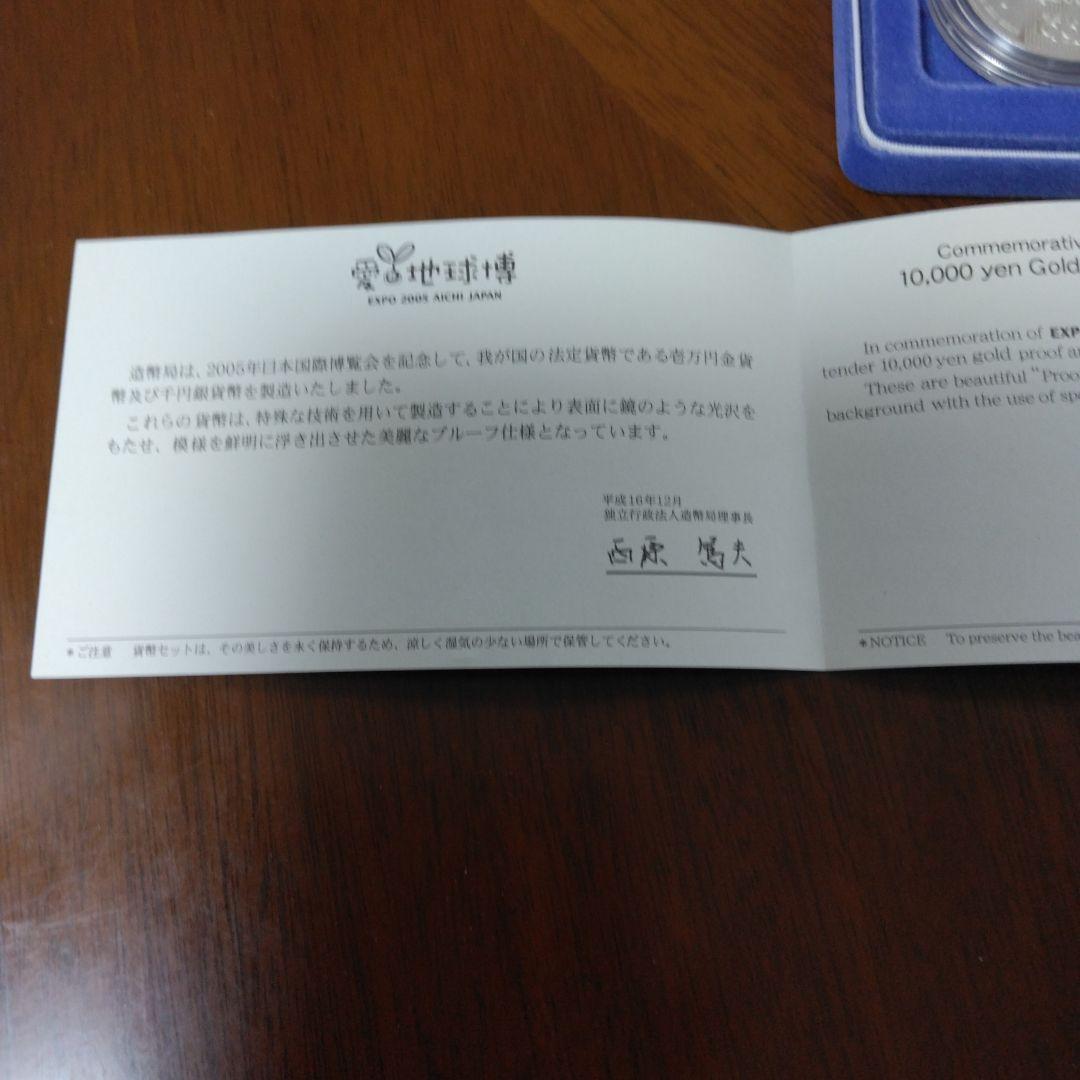 愛・地球博
EXPO 2005 AICHI JAPAN
造幣局は、2005年日本国際博覧会を記念して、我が国の法定貨幣である壱万円金貨
幣及び千円銀貨幣を製造いたしました。
これらの貨幣は、特殊な技術を用いて製造することにより表面に鏡のような光沢を
もたせ、模様を鮮明に浮き出させた美麗なプルーフ仕様となっています。
平成16年12月
独立行政法人造幣局理事長
西原 篤夫
*ご注意 貨幣セットは、その美しさを永く保持するため、涼しく湿気の少ない場所で保管してください。
Commemorativ
10,000 yen Gold
In commemoration of EXP
tender 10,000 yen gold proof a
These are beautiful "Proo
background with the use of spe
*NOTICE To preserve the bea